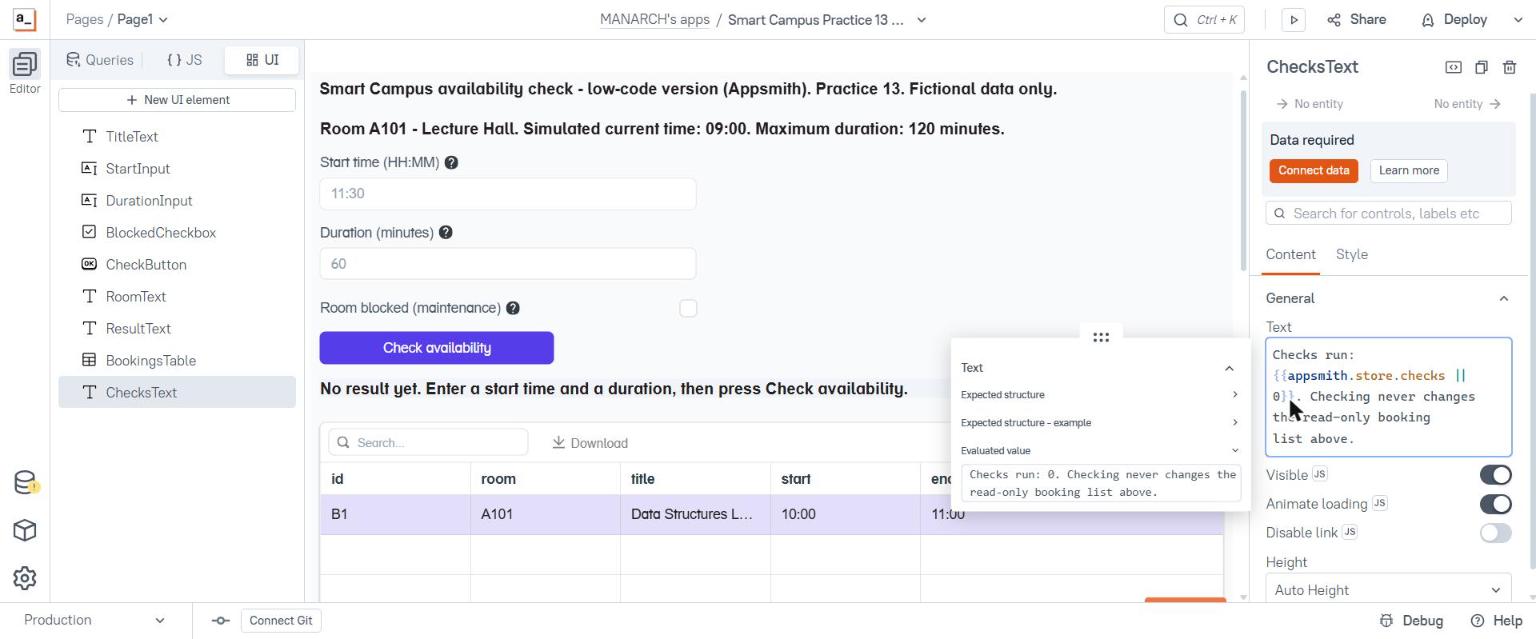 a_
Pages / Page1
MANARCH's apps / Smart Campus Practice 13 ...
Ctrl + K
Share
Deploy
Editor
Queries
{ } JS
UI
+ New UI element
TitleText
StartInput
DurationInput
BlockedCheckbox
OK CheckButton
RoomText
ResultText
BookingsTable
ChecksText
Smart Campus availability check - low-code version (Appsmith). Practice 13. Fictional data only.
Room A101 - Lecture Hall. Simulated current time: 09:00. Maximum duration: 120 minutes.
Start time (HH:MM) ?
11:30
Duration (minutes) ?
60
Room blocked (maintenance) ?
Check availability
No result yet. Enter a start time and a duration, then press Check availability.
Search...
Download
id room title start
B1 A101 Data Structures L... 10:00 11:00
Text
Expected structure
Expected structure - example
Evaluated value
Checks run: 0. Checking never changes the
read-only booking list above.
ChecksText
No entity
No entity
Data required
Connect data
Learn more
Search for controls, labels etc
Content
Style
General
Text
Checks run:
{{appsmith.store.checks ||
0}}. Checking never changes
the read-only booking
list above.
Visible JS
Animate loading JS
Disable link JS
Height
Auto Height
Production
Connect Git
Debug
Help